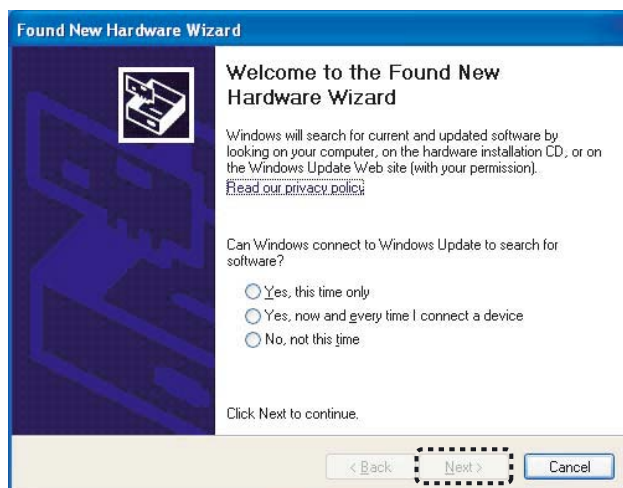 Found New Hardware Wizard
Welcome to the Found New
Hardware Wizard
Windows will search for current and updated software by
looking on your computer, on the hardware installation CD, or on
the Windows Update Web site (with your permission).
Read our privacy policy
Can Windows connect to Windows Update to search for
software?
Yes, this time only
Yes, now and every time I connect a device
No, not this time
Click Next to continue.
< Back Next > Cancel